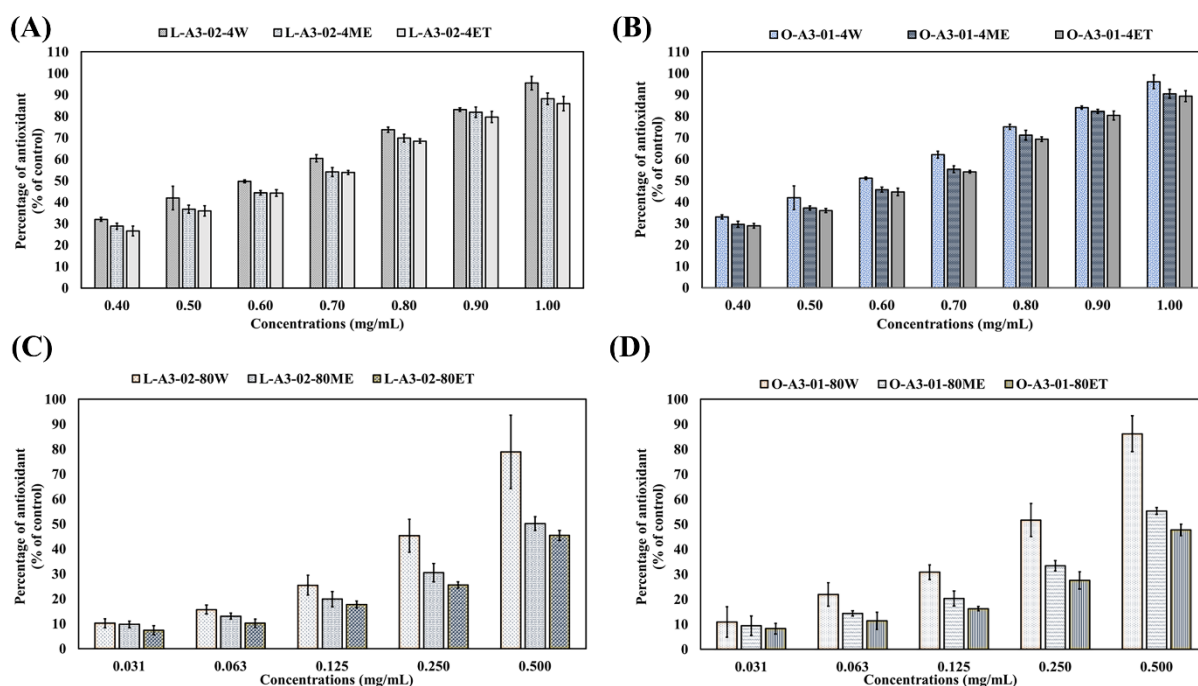 (A)
L-A3-02-4W L-A3-02-4ME L-A3-02-4ET
Percentage of antioxidant
(% of control)
110
100
90
80
70
60
50
40
30
20
10
0
0.40 0.50 0.60 0.70 0.80 0.90 1.00
Concentrations (mg/mL)
(B)
O-A3-01-4W O-A3-01-4ME O-A3-01-4ET
Percentage of antioxidant
(% of control)
110
100
90
80
70
60
50
40
30
20
10
0
0.40 0.50 0.60 0.70 0.80 0.90 1.00
Concentrations (mg/mL)
(C)
L-A3-02-80W L-A3-02-80ME L-A3-02-80ET
Percentage of antioxidant
(% of control)
100
90
80
70
60
50
40
30
20
10
0
0.031 0.063 0.125 0.250 0.500
Concentrations (mg/mL)
(D)
O-A3-01-80W O-A3-01-80ME O-A3-01-80ET
Percentage of antioxidant
(% of control)
100
90
80
70
60
50
40
30
20
10
0
0.031 0.063 0.125 0.250 0.500
Concentrations (mg/mL)